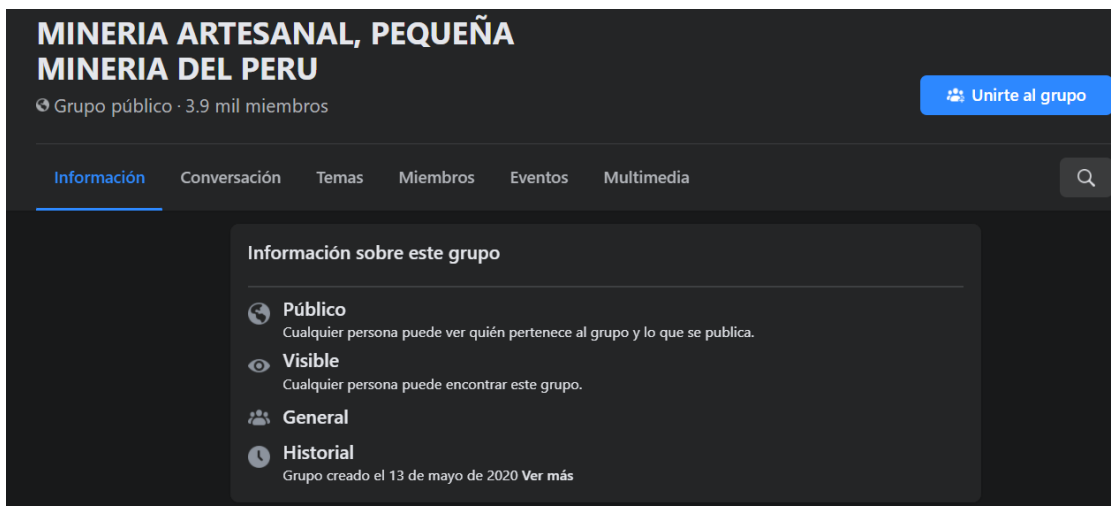 MINERIA ARTESANAL, PEQUEÑA
MINERIA DEL PERU
Grupo público · 3.9 mil miembros
Unirte al grupo
Información Conversación Temas Miembros Eventos Multimedia
Información sobre este grupo
Público
Cualquier persona puede ver quién pertenece al grupo y lo que se publica.
Visible
Cualquier persona puede encontrar este grupo.
General
Historial
Grupo creado el 13 de mayo de 2020 Ver más